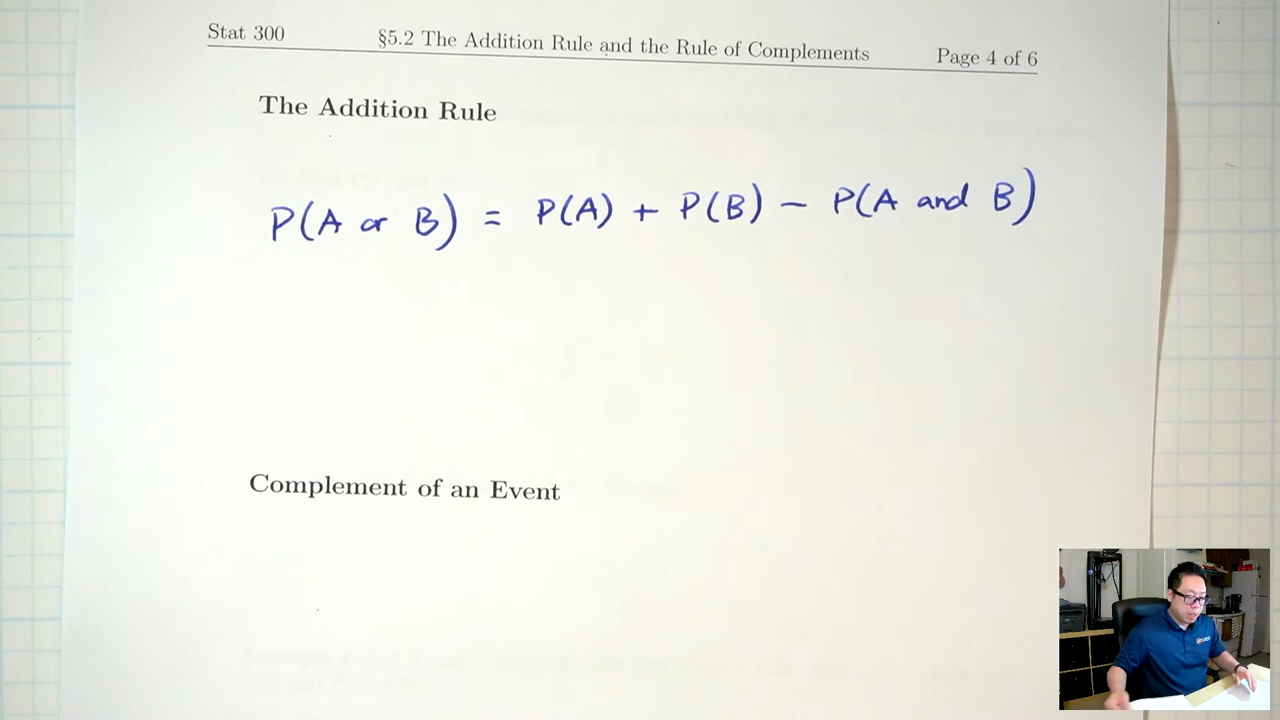 Stat 300 §5.2 The Addition Rule and the Rule of Complements Page 4 of 6
The Addition Rule
P(A or B) = P(A) + P(B) − P(A and B)
Complement of an Event